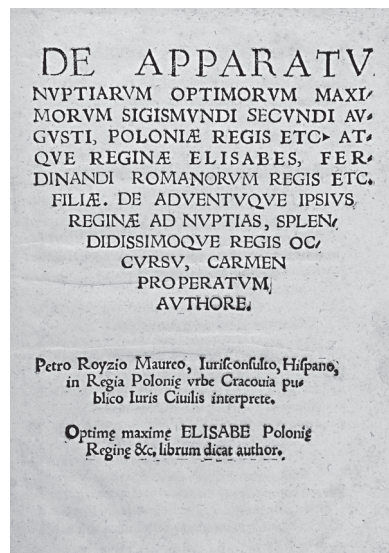 DE APPARATV
NVPTIARVM OPTIMORVM MAXI/
MORVM SIGISMVNDI SECVNDI AV/
GVSTI, POLONIÆ REGIS ETC▸ AT/
QVE REGINÆ ELISABES, FER/
DINANDI ROMANORVM REGIS ETC.
FILIÆ. DE ADVENTVQVE IPSIVS
REGINÆ AD NVPTIAS, SPLEN/
DIDISSIMOQVE REGIS OC/
CVRSV, CARMEN
PROPERATVM,
AVTHORE.
Petro Royzio Maureo, Iuriſconſulto, Hiſpano,
in Regia Polonię vrbe Cracouia pu/
blico Iuris Ciuilis interprete.
Optimę maximę ELISABE Polonię
Reginę &c. librum dicat author.